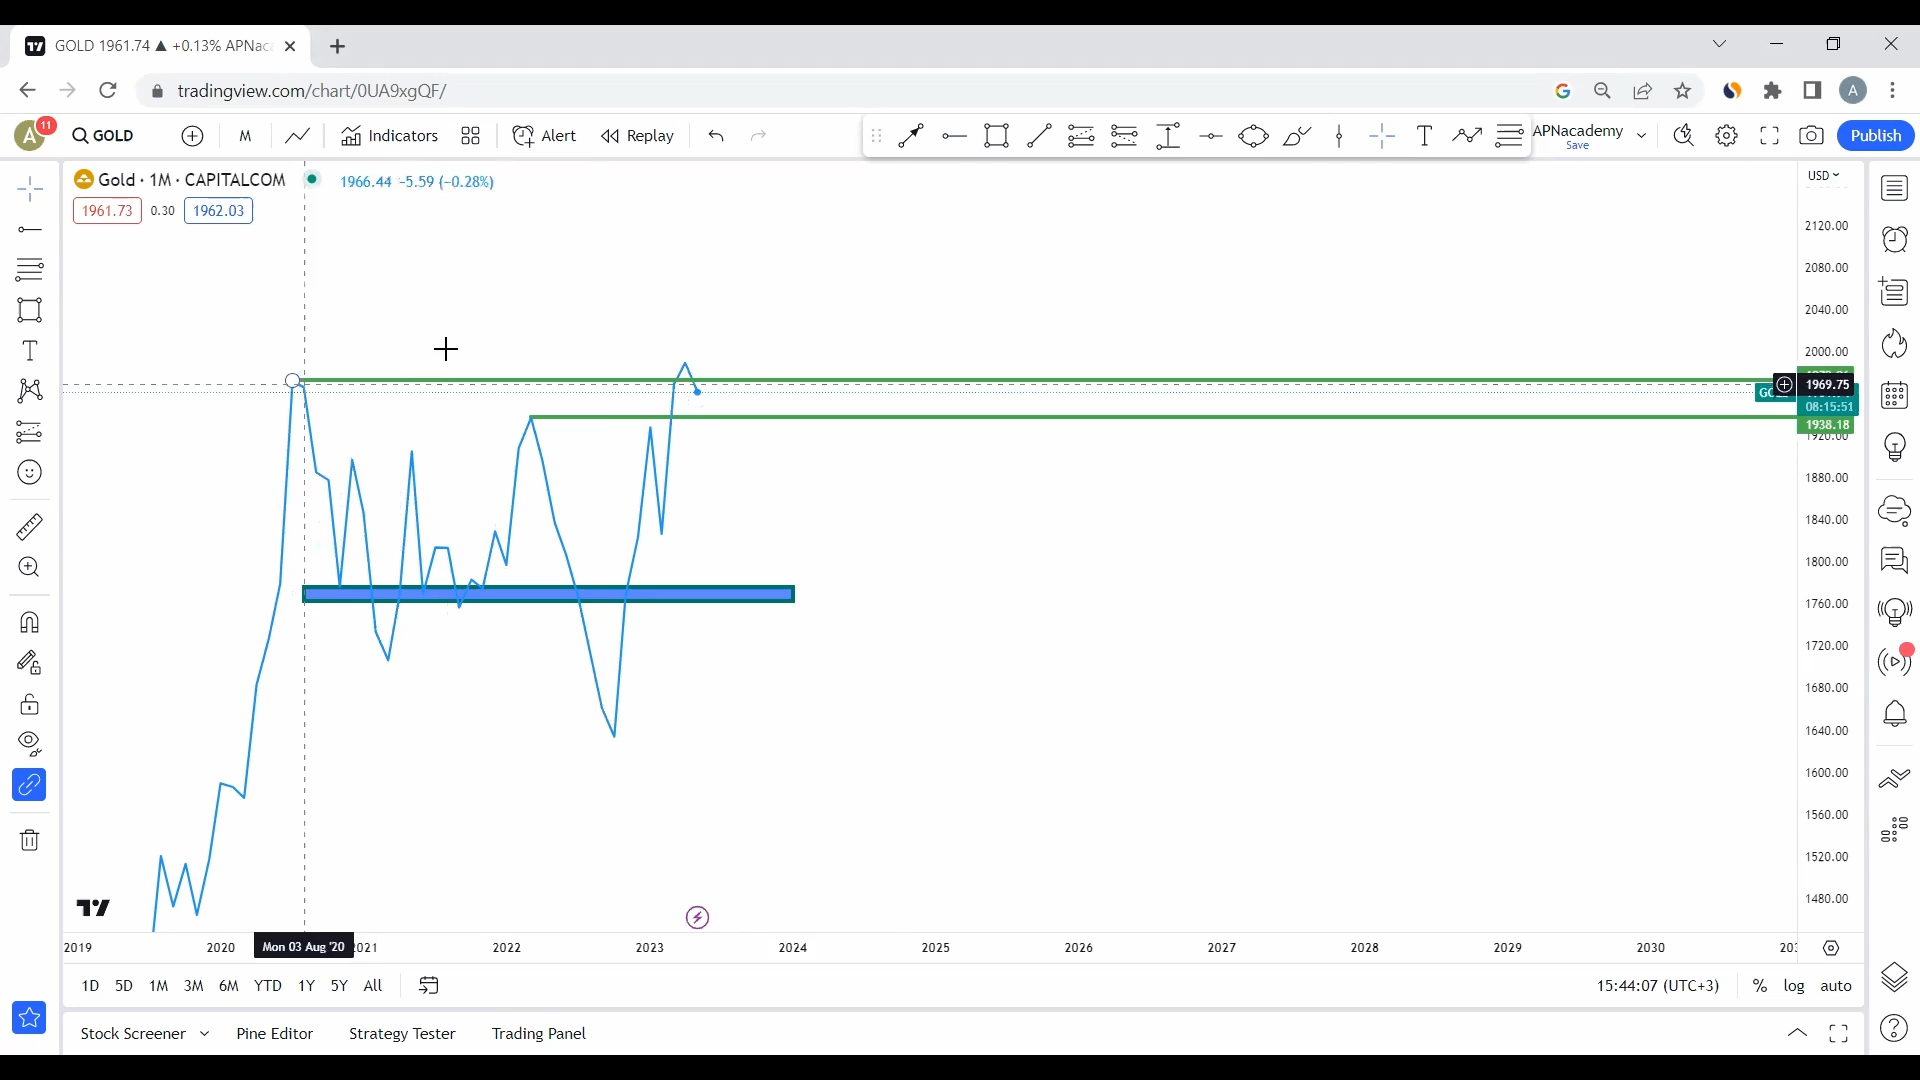 GOLD 1961.74 ▲ +0.13% APNac
tradingview.com/chart/0UA9xgQF/
A
A
11
GOLD
M
Indicators
Alert
Replay
APNacademy
Save
Publish
Gold · 1M · CAPITALCOM
1966.44 −5.59 (−0.28%)
1961.73
0.30
1962.03
USD
2120.00
2080.00
2040.00
2000.00
1969.75
08:15:51
1938.18
1920.00
1880.00
1840.00
1800.00
1760.00
1720.00
1680.00
1640.00
1600.00
1560.00
1520.00
1480.00
2019
2020
Mon 03 Aug '20
2022
2023
2024
2025
2026
2027
2028
2029
2030
1D
5D
1M
3M
6M
YTD
1Y
5Y
All
15:44:07 (UTC+3)
%
log
auto
Stock Screener
Pine Editor
Strategy Tester
Trading Panel